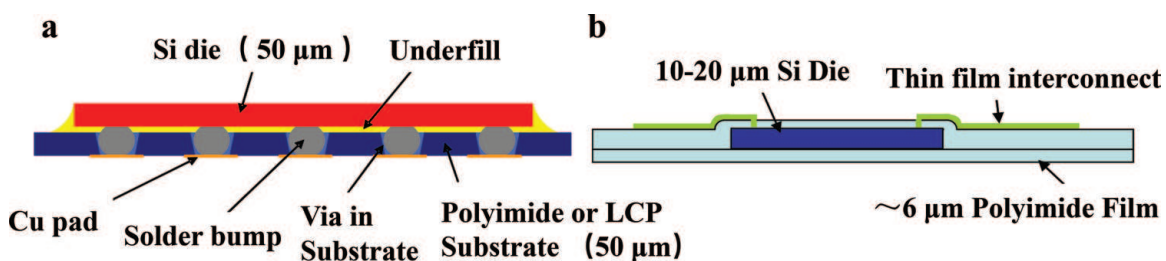 a
Si die ( 50 μm )
Underfill
Cu pad
Solder bump
Via in
Substrate
Polyimide or LCP
Substrate (50 μm)
b
10-20 μm Si Die
Thin film interconnect
～6 μm Polyimide Film